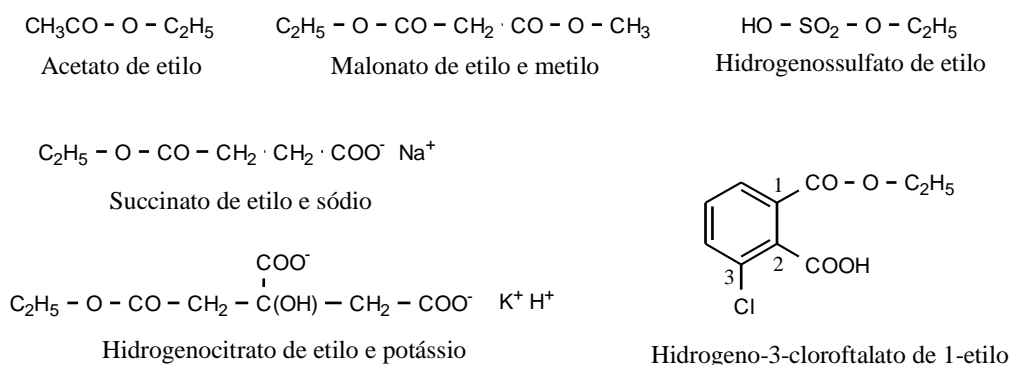 CH₃CO – O – C₂H₅
C₂H₅ – O – CO – CH₂ · CO – O – CH₃
HO – SO₂ – O – C₂H₅
Acetato de etilo
Malonato de etilo e metilo
Hidrogenossulfato de etilo
C₂H₅ – O – CO – CH₂ · CH₂ · COO⁻ Na⁺
Succinato de etilo e sódio
1
CO – O – C₂H₅
2
COOH
3
Cl
COO⁻
C₂H₅ – O – CO – CH₂ – C(OH) – CH₂ – COO⁻ K⁺ H⁺
Hidrogenocitrato de etilo e potássio
Hidrogeno-3-cloroftalato de 1-etilo